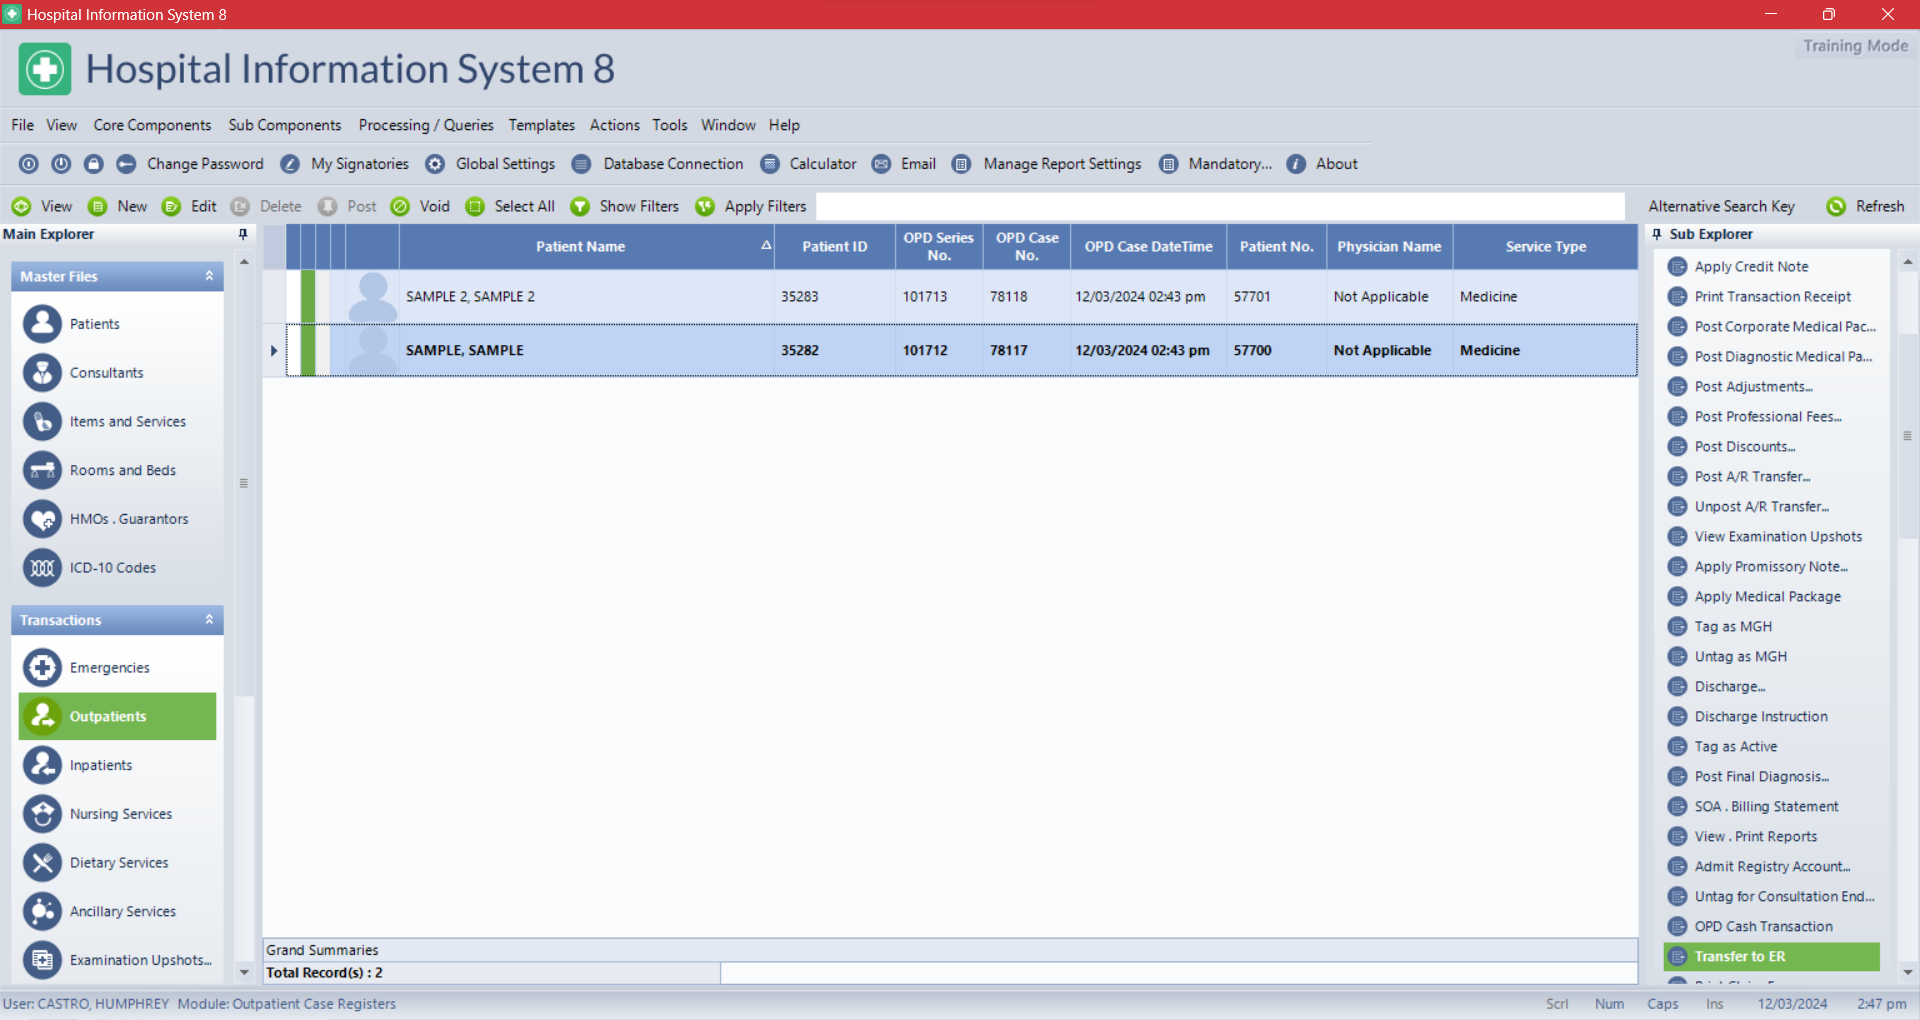 Hospital Information System 8
Training Mode
Hospital Information System 8
File View Core Components Sub Components Processing / Queries Templates Actions Tools Window Help
Change Password My Signatories Global Settings Database Connection Calculator Email Manage Report Settings Mandatory... About
View New Edit Delete Post Void Select All Show Filters Apply Filters Alternative Search Key Refresh
Main Explorer
Master Files
Patients
Consultants
Items and Services
Rooms and Beds
HMOs . Guarantors
ICD-10 Codes
Transactions
Emergencies
Outpatients
Inpatients
Nursing Services
Dietary Services
Ancillary Services
Examination Upshots...
Patient Name Patient ID OPD Series No. OPD Case No. OPD Case DateTime Patient No. Physician Name Service Type
SAMPLE 2, SAMPLE 2 35283 101713 78118 12/03/2024 02:43 pm 57701 Not Applicable Medicine
SAMPLE, SAMPLE 35282 101712 78117 12/03/2024 02:43 pm 57700 Not Applicable Medicine
Grand Summaries
Total Record(s) : 2
Sub Explorer
Apply Credit Note
Print Transaction Receipt
Post Corporate Medical Pac...
Post Diagnostic Medical Pa...
Post Adjustments...
Post Professional Fees...
Post Discounts...
Post A/R Transfer...
Unpost A/R Transfer...
View Examination Upshots
Apply Promissory Note...
Apply Medical Package
Tag as MGH
Untag as MGH
Discharge...
Discharge Instruction
Tag as Active
Post Final Diagnosis...
SOA . Billing Statement
View . Print Reports
Admit Registry Account...
Untag for Consultation End...
OPD Cash Transaction
Transfer to ER
User: CASTRO, HUMPHREY Module: Outpatient Case Registers
Scrl Num Caps Ins 12/03/2024 2:47 pm